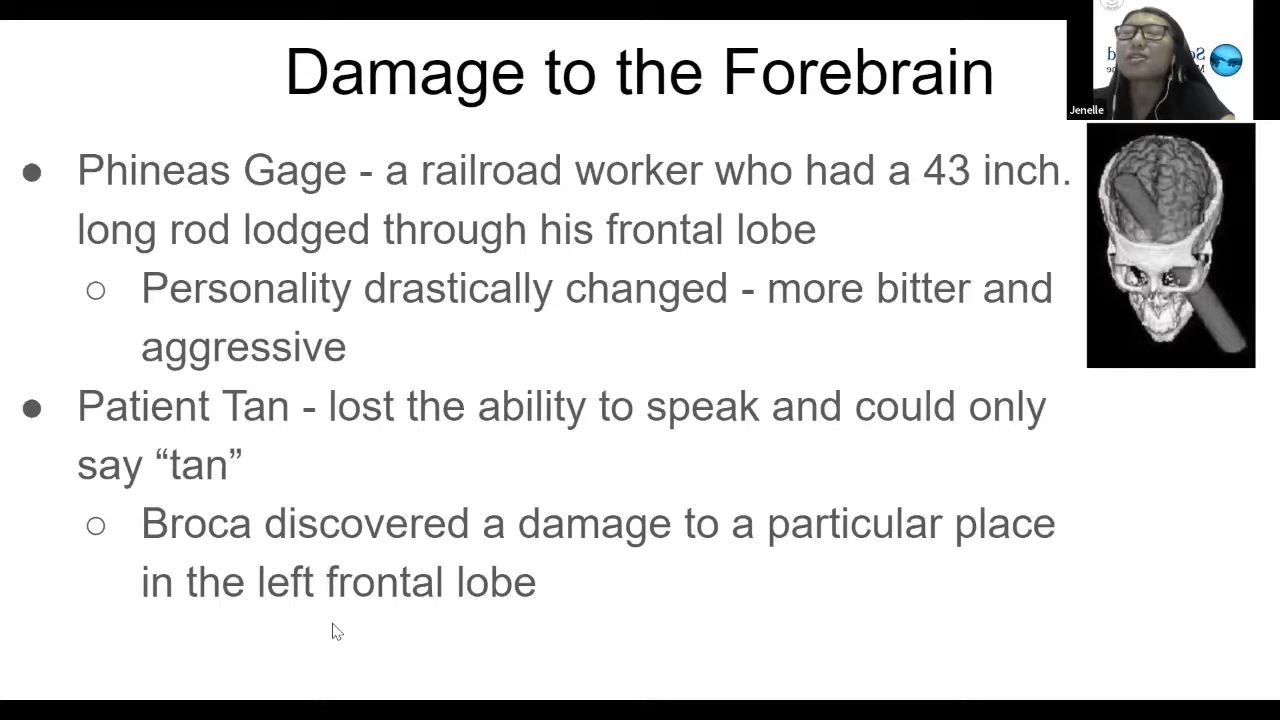 Damage to the Forebrain
Jenelle
● Phineas Gage - a railroad worker who had a 43 inch.
long rod lodged through his frontal lobe
○ Personality drastically changed - more bitter and
aggressive
● Patient Tan - lost the ability to speak and could only
say “tan”
○ Broca discovered a damage to a particular place
in the left frontal lobe